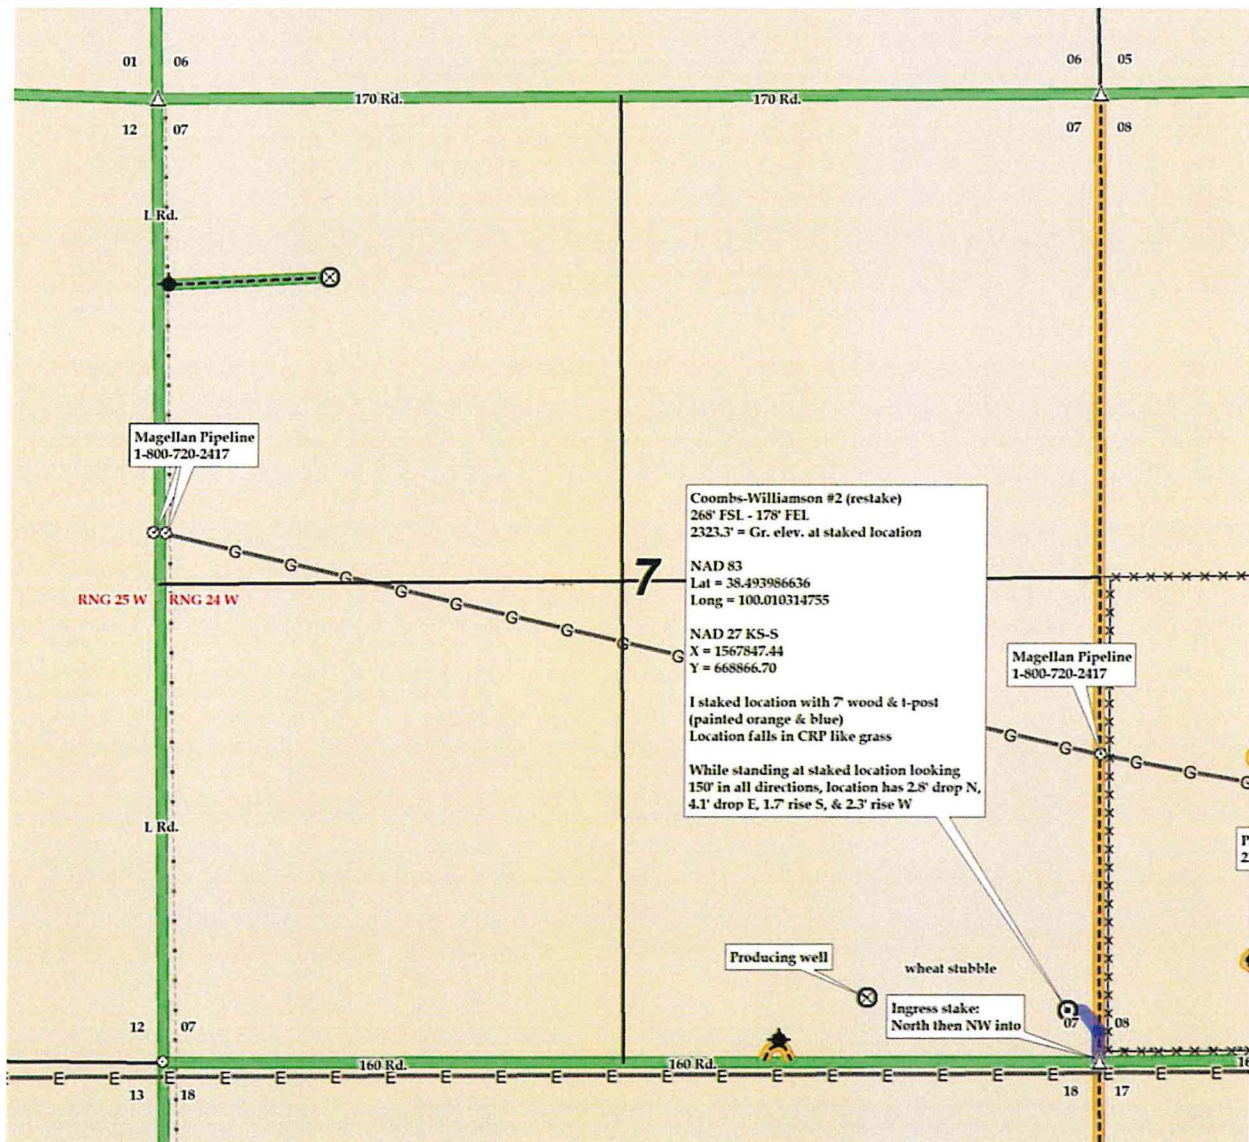 01 06
06 05
170 Rd.
170 Rd.
12 07
07 08
L Rd.
Magellan Pipeline
1-800-720-2417
RNG 25 W RNG 24 W
7
Coombs-Williamson #2 (restake)
268' FSL - 178' FEL
2323.3' = Gr. elev. at staked location
NAD 83
Lat = 38.493986636
Long = 100.010314755
NAD 27 KS-S
X = 1567847.44
Y = 668866.70
I staked location with 7' wood & t-post
(painted orange & blue)
Location falls in CRP like grass
While standing at staked location looking
150' in all directions, location has 2.8' drop N,
4.1' drop E, 1.7' rise S, & 2.3' rise W
G G G G G G G G G
Magellan Pipeline
1-800-720-2417
G G G G G
L Rd.
Producing well
wheat stubble
Ingress stake:
North then NW into
12 07
07 08
160 Rd.
160 Rd.
E E E E E E E E E E E E E E E E E E E E E E E
13 18
18 17